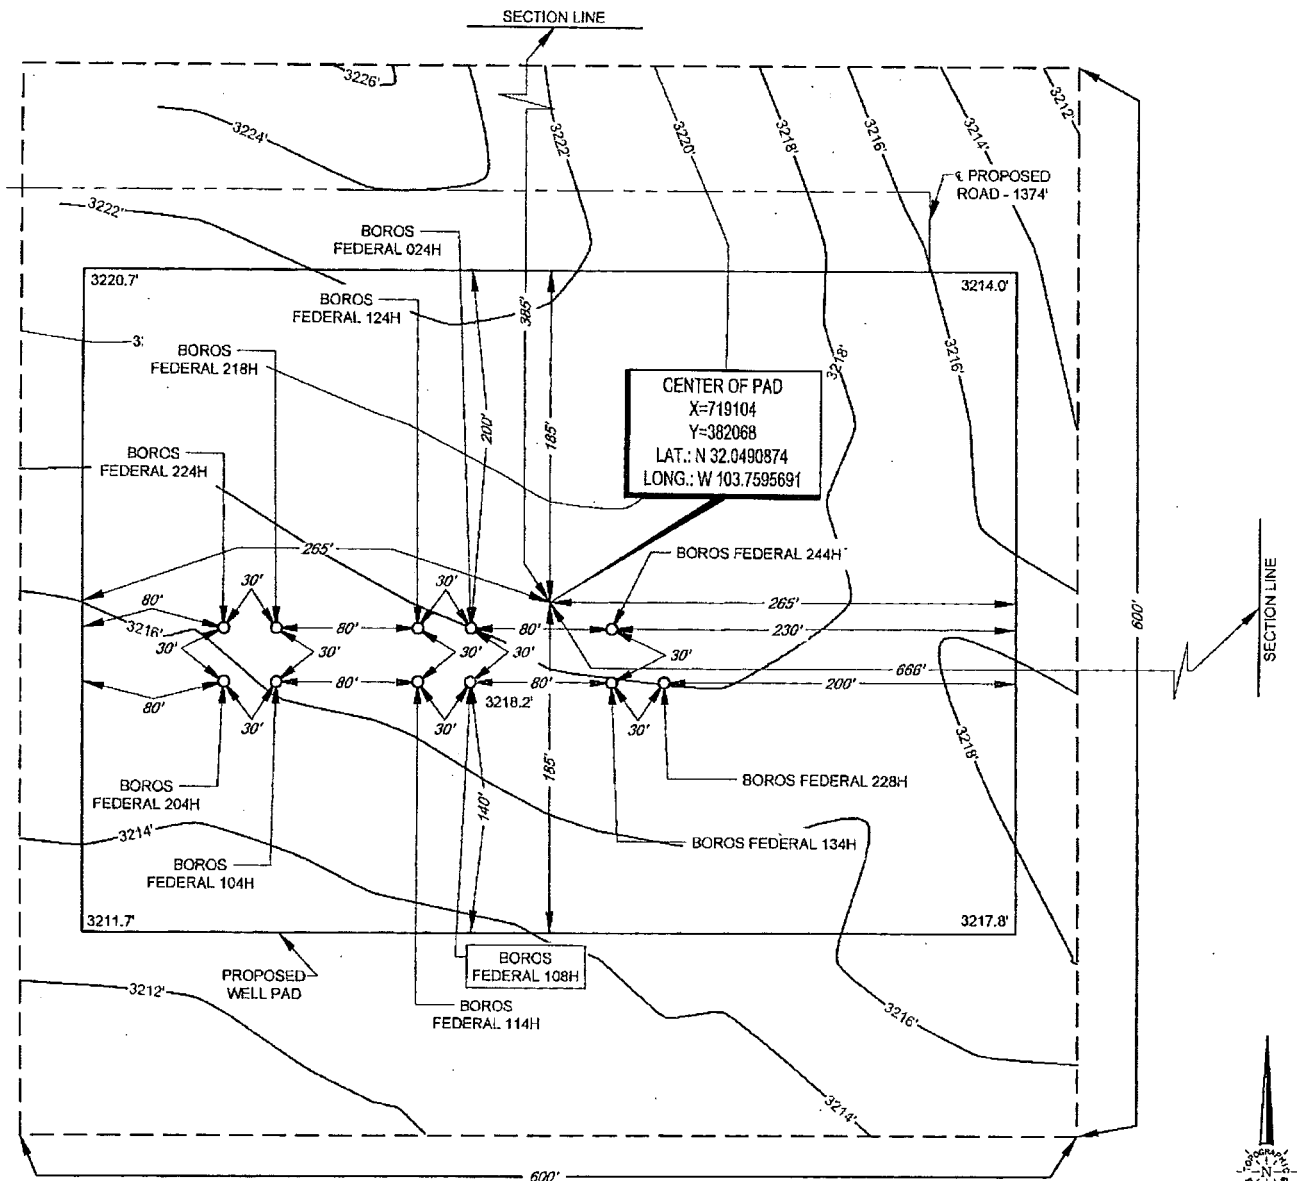 SECTION LINE
3226'
3224'
3222'
3220'
3218'
3216'
3214'
3212'
℄ PROPOSED
ROAD - 1374'
3222'
BOROS
FEDERAL 024H
3220.7'
3214.0'
BOROS
FEDERAL 124H
385'
BOROS
FEDERAL 218H
3218'
3216'
CENTER OF PAD
X=719104
Y=382068
LAT.: N 32.0490874
LONG.: W 103.7595691
200'
185'
BOROS
FEDERAL 224H
265'
BOROS FEDERAL 244H
30'
30'
80'
265'
600'
SECTION LINE
3216'
80'
80'
230'
30'
30'
30'
30'
30'
666'
80'
80'
80'
200'
30'
30'
3218.2'
30'
3218'
185'
140'
BOROS
FEDERAL 204H
BOROS FEDERAL 228H
3214'
BOROS FEDERAL 134H
BOROS
FEDERAL 104H
3211.7'
3217.8'
PROPOSED
WELL PAD
BOROS
FEDERAL 108H
3212'
BOROS
FEDERAL 114H
3216'
3214'
600'
N